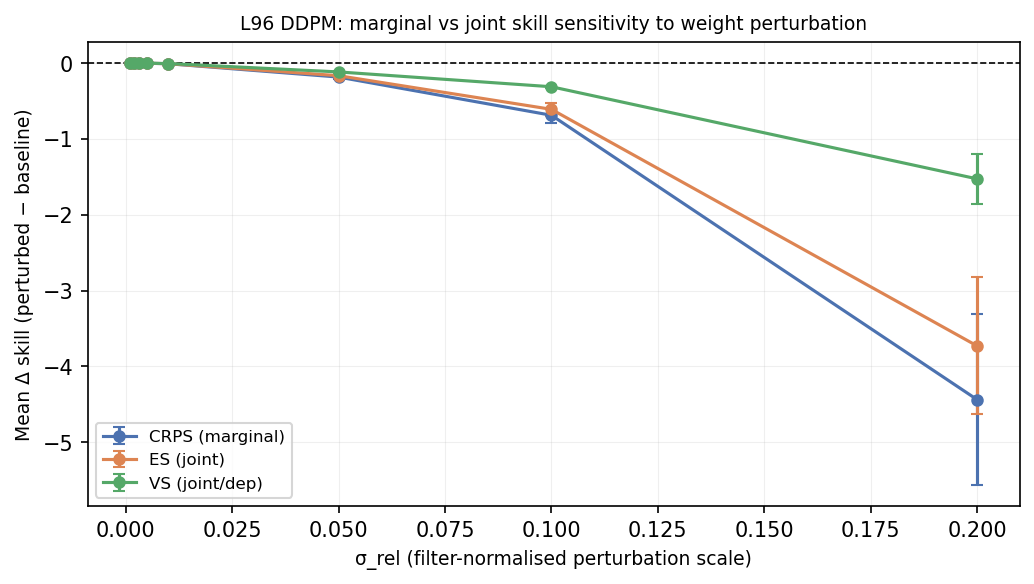 L96 DDPM: marginal vs joint skill sensitivity to weight perturbation
Mean Δ skill (perturbed − baseline)
0
−1
−2
−3
−4
−5
CRPS (marginal)
ES (joint)
VS (joint/dep)
0.000 0.025 0.050 0.075 0.100 0.125 0.150 0.175 0.200
σ_rel (filter-normalised perturbation scale)